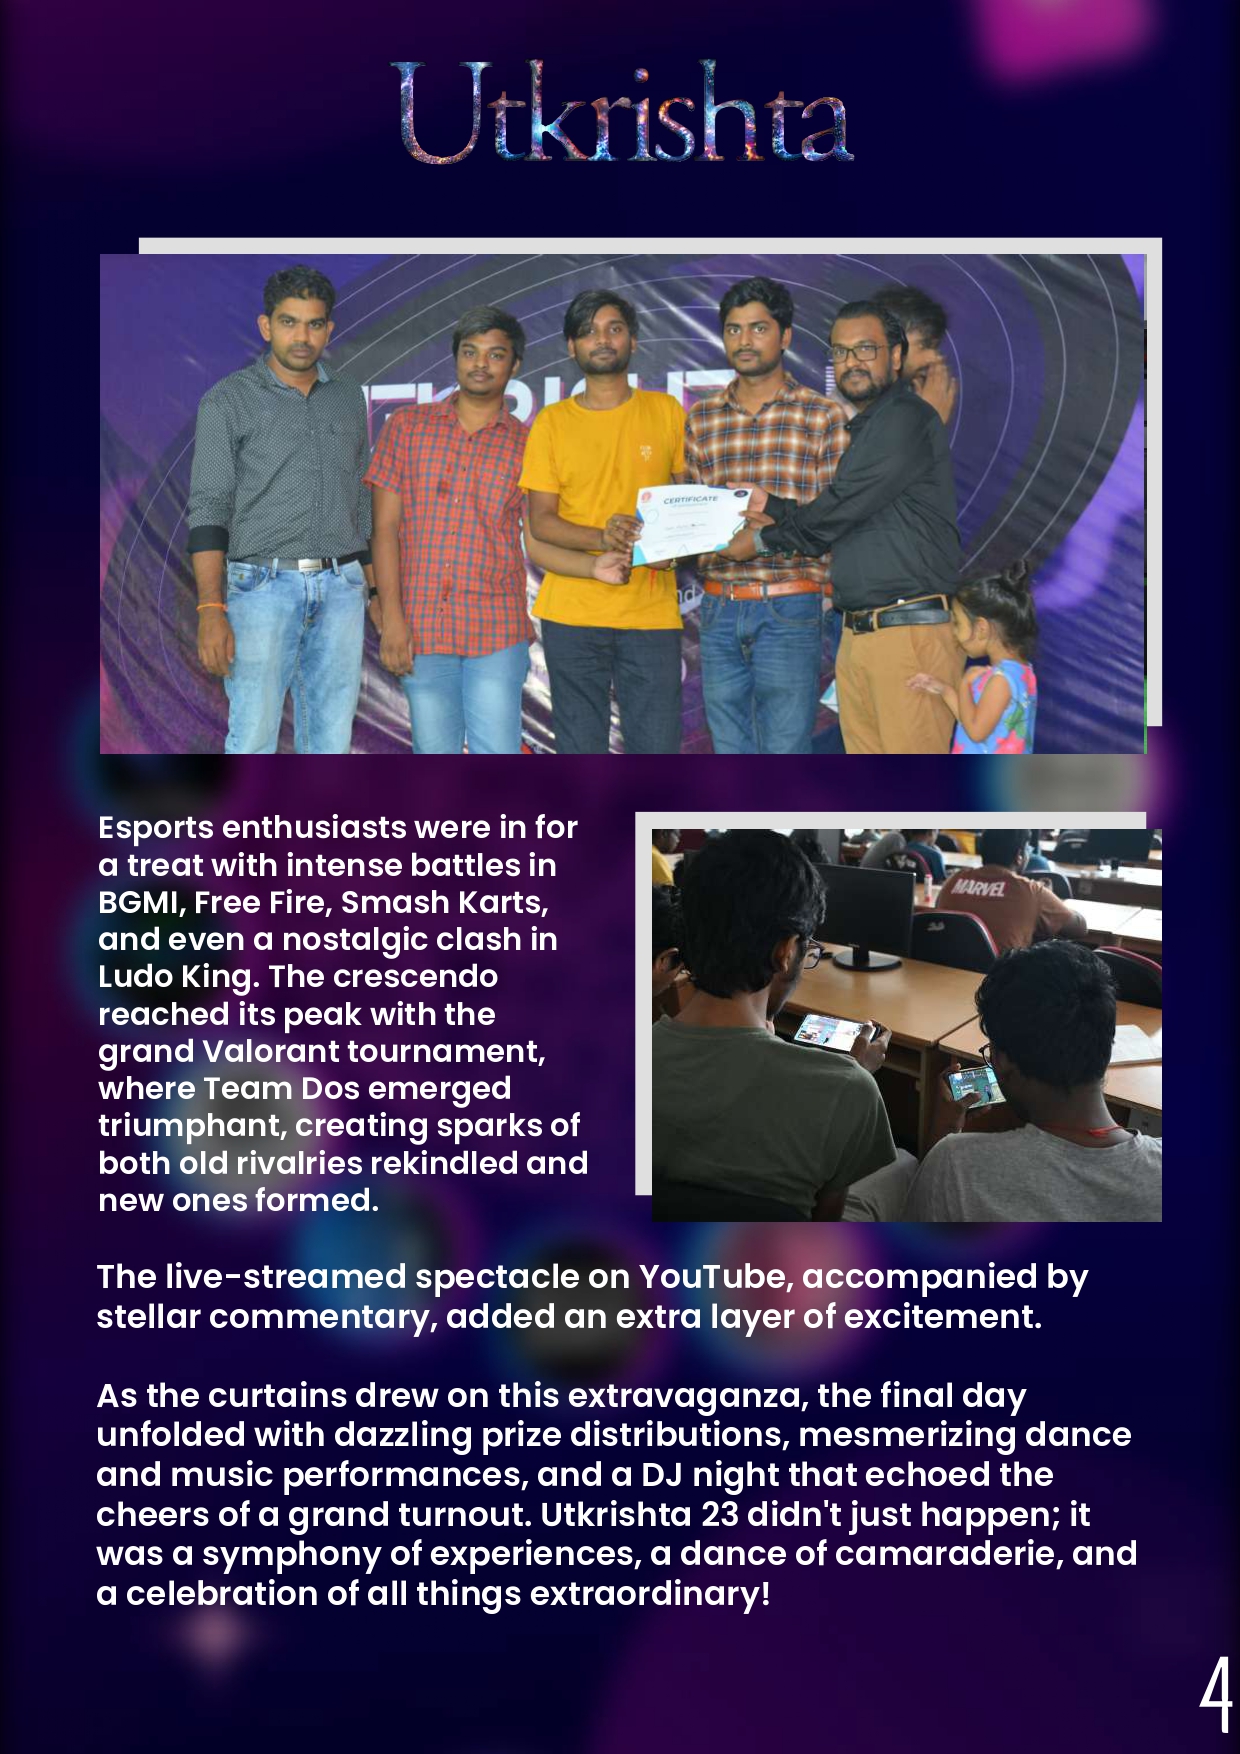 Utkrishta
CERTIFICATE
MARVEL
Esports enthusiasts were in for
a treat with intense battles in
BGMI, Free Fire, Smash Karts,
and even a nostalgic clash in
Ludo King. The crescendo
reached its peak with the
grand Valorant tournament,
where Team Dos emerged
triumphant, creating sparks of
both old rivalries rekindled and
new ones formed.
The live-streamed spectacle on YouTube, accompanied by
stellar commentary, added an extra layer of excitement.
As the curtains drew on this extravaganza, the final day
unfolded with dazzling prize distributions, mesmerizing dance
and music performances, and a DJ night that echoed the
cheers of a grand turnout. Utkrishta 23 didn't just happen; it
was a symphony of experiences, a dance of camaraderie, and
a celebration of all things extraordinary!
4